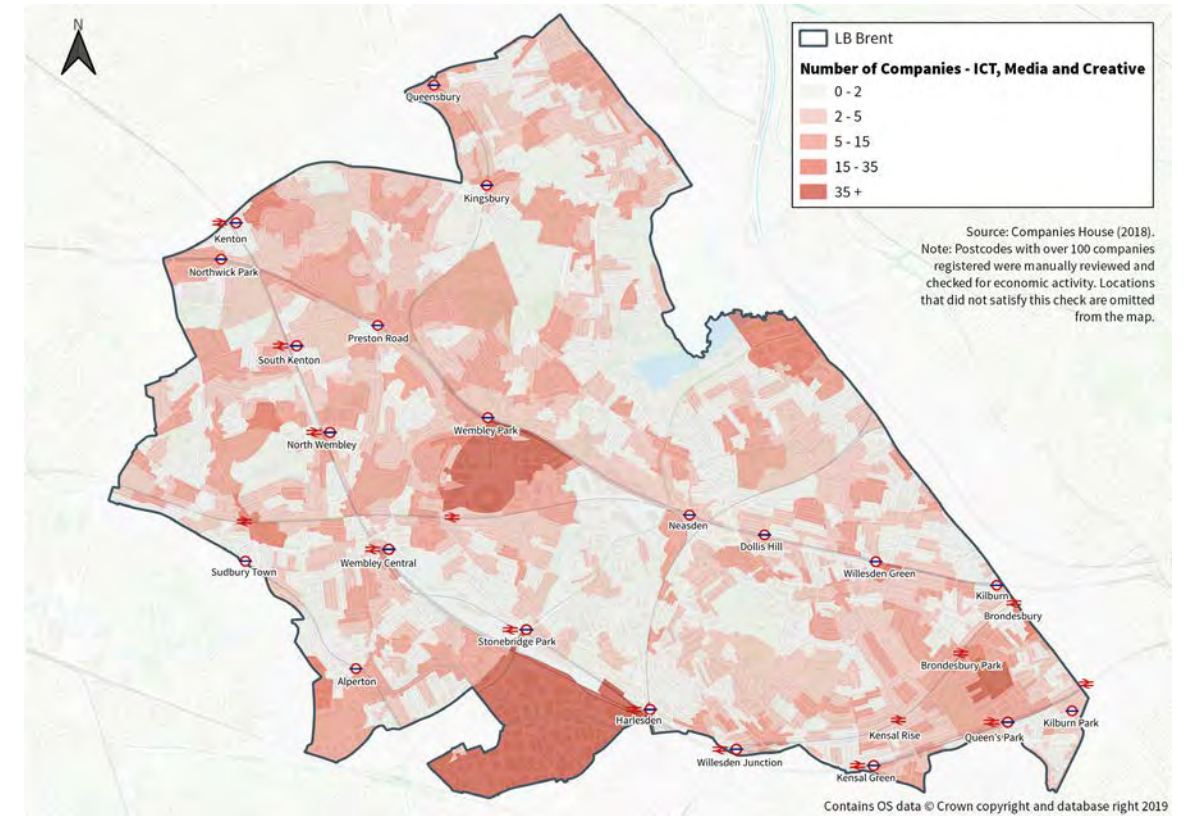 N
LB Brent
Number of Companies - ICT, Media and Creative
0 - 2
2 - 5
5 - 15
15 - 35
35 +
Source: Companies House (2018).
Note: Postcodes with over 100 companies
registered were manually reviewed and
checked for economic activity. Locations
that did not satisfy this check are omitted
from the map.
Queensbury
Kingsbury
Kenton
Northwick Park
Preston Road
South Kenton
Wembley Park
North Wembley
Neasden
Dollis Hill
Sudbury Town
Wembley Central
Willesden Green
Kilburn
Brondesbury
Stonebridge Park
Brondesbury Park
Alperton
Harlesden
Kensal Rise
Queen's Park
Kilburn Park
Willesden Junction
Kensal Green
Contains OS data © Crown copyright and database right 2019